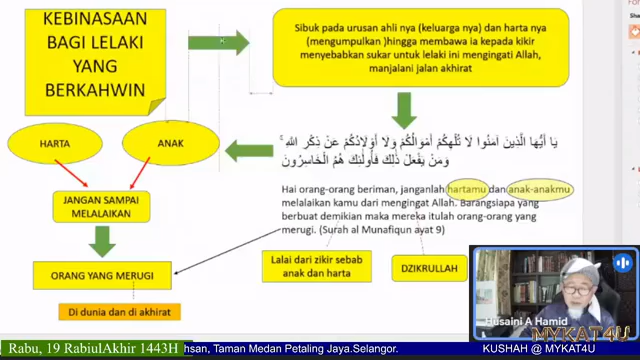 KEBINASAAN
BAGI LELAKI
YANG
BERKAHWIN
Sibuk pada urusan ahli nya (keluarga nya) dan harta nya
(mengumpulkan )hingga membawa ia kepada kikir
menyebabkan sukar untuk lelaki ini mengingati Allah,
manjalani jalan akhirat
HARTA
ANAK
يَا أَيُّهَا الَّذِينَ آمَنُوا لَا تُلْهِكُمْ أَمْوَالُكُمْ وَلَا أَوْلَادُكُمْ عَنْ ذِكْرِ اللَّهِ ۚ
وَمَنْ يَفْعَلْ ذَٰلِكَ فَأُولَٰئِكَ هُمُ الْخَاسِرُونَ
JANGAN SAMPAI
MELALAIKAN
Hai orang-orang beriman, janganlah hartamu dan anak-anakmu
melalaikan kamu dari mengingat Allah. Barangsiapa yang
berbuat demikian maka mereka itulah orang-orang yang
merugi. (Surah al Munafiqun ayat 9)
ORANG YANG MERUGI
Lalai dari zikir sebab
anak dan harta
DZIKRULLAH
Di dunia dan di akhirat
Husaini A Hamid
MYKAT4U
Rabu, 19 RabiulAkhir 1443H
hsan, Taman Medan Petaling Jaya.Selangor.
KUSHAH @ MYKAT4U